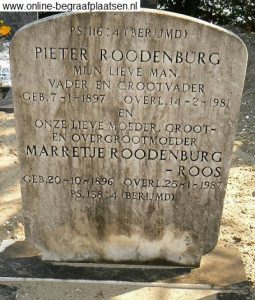 www.online-begraafplaatsen.nl
PS.116:4 (BERIJMD)
PIETER ROODENBURG
MIJN LIEVE MAN,
VADER EN GROOTVADER
GEB. 7-1-1897 OVERL. 14-2-1981
EN
ONZE LIEVE MOEDER, GROOT-
EN OVERGROOTMOEDER
MARRETJE ROODENBURG
-ROOS
GEB. 20-10-1896 OVERL. 25-1-1987
PS.138:4 (BERIJMD)